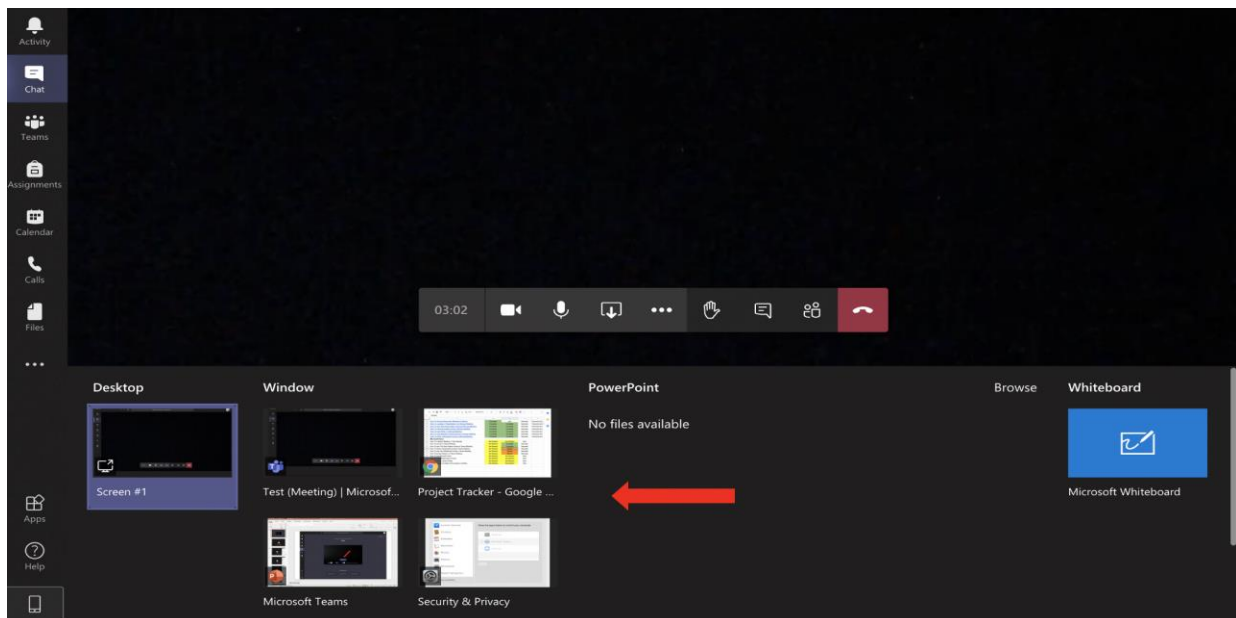 Activity
Chat
Teams
Assignments
Calendar
Calls
Files
Apps
Help
03:02
Desktop
Window
PowerPoint
Browse
Whiteboard
No files available
Screen #1
Test (Meeting) | Microsof...
Project Tracker - Google ...
Microsoft Whiteboard
Microsoft Teams
Security & Privacy